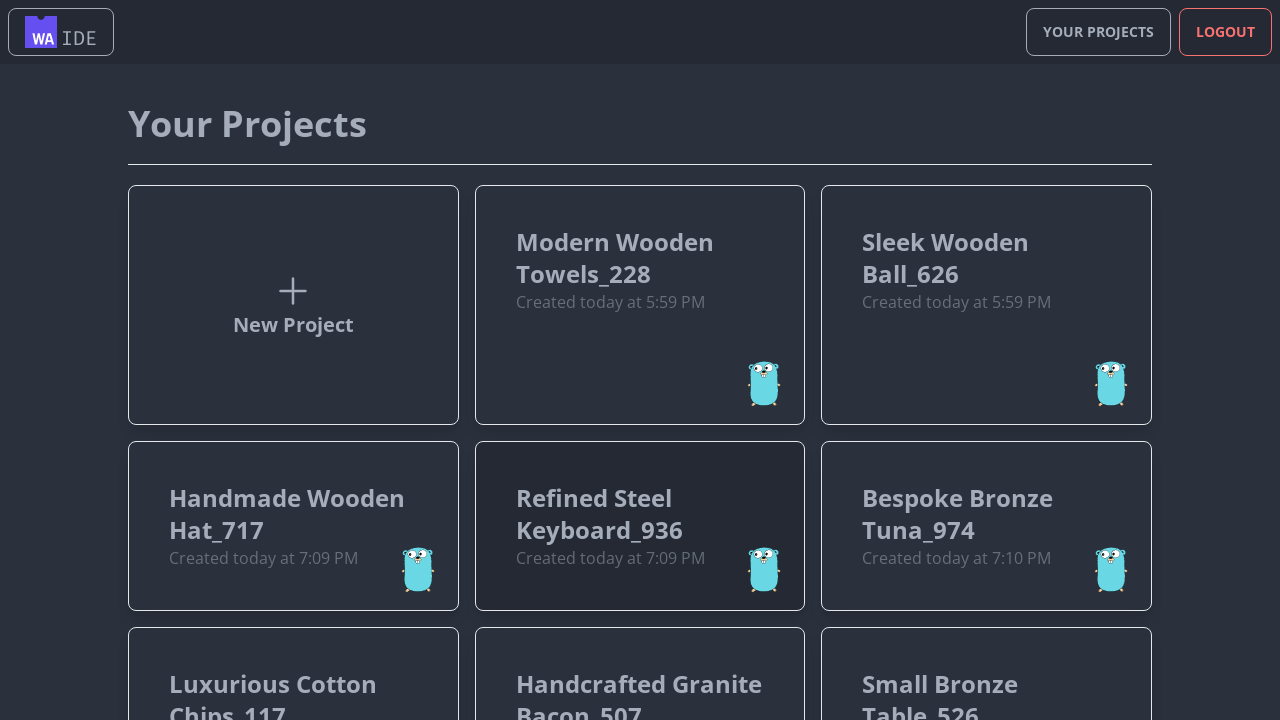 WA IDE
YOUR PROJECTS
LOGOUT
Your Projects
New Project
Modern Wooden
Towels_228
Created today at 5:59 PM
Sleek Wooden
Ball_626
Created today at 5:59 PM
Handmade Wooden
Hat_717
Created today at 7:09 PM
Refined Steel
Keyboard_936
Created today at 7:09 PM
Bespoke Bronze
Tuna_974
Created today at 7:10 PM
Luxurious Cotton
Chips_117
Handcrafted Granite
Bacon_507
Small Bronze
Table_526